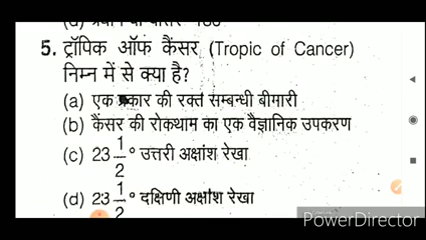 5. ट्रॉपिक ऑफ कैंसर (Tropic of Cancer)
निम्न में से क्या है?
(a) एक प्रकार की रक्त सम्बन्धी बीमारी
(b) कैंसर की रोकथाम का एक वैज्ञानिक उपकरण
(c) 23 1/2 ° उत्तरी अक्षांश रेखा
(d) 23 1/2 ° दक्षिणी अक्षांश रेखा
PowerDirector